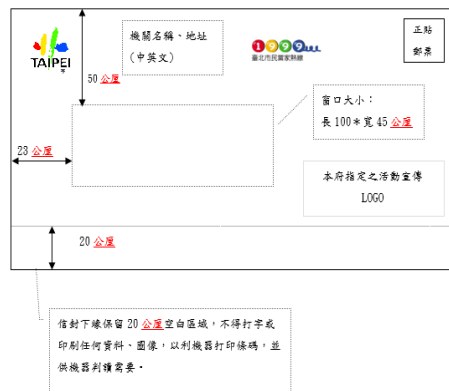 TAIPEI
機關名稱、地址
(中英文)
1999
臺北市民當家熱線
正貼
郵票
50 公厘
窗口大小：
長 100*寬 45 公厘
23 公厘
本府指定之活動宣傳
LOGO
20 公厘
信封下緣保留 20 公厘空白區域，不得打字或
印刷任何資料、圖像，以利機器打印條碼，並
供機器判讀需要。